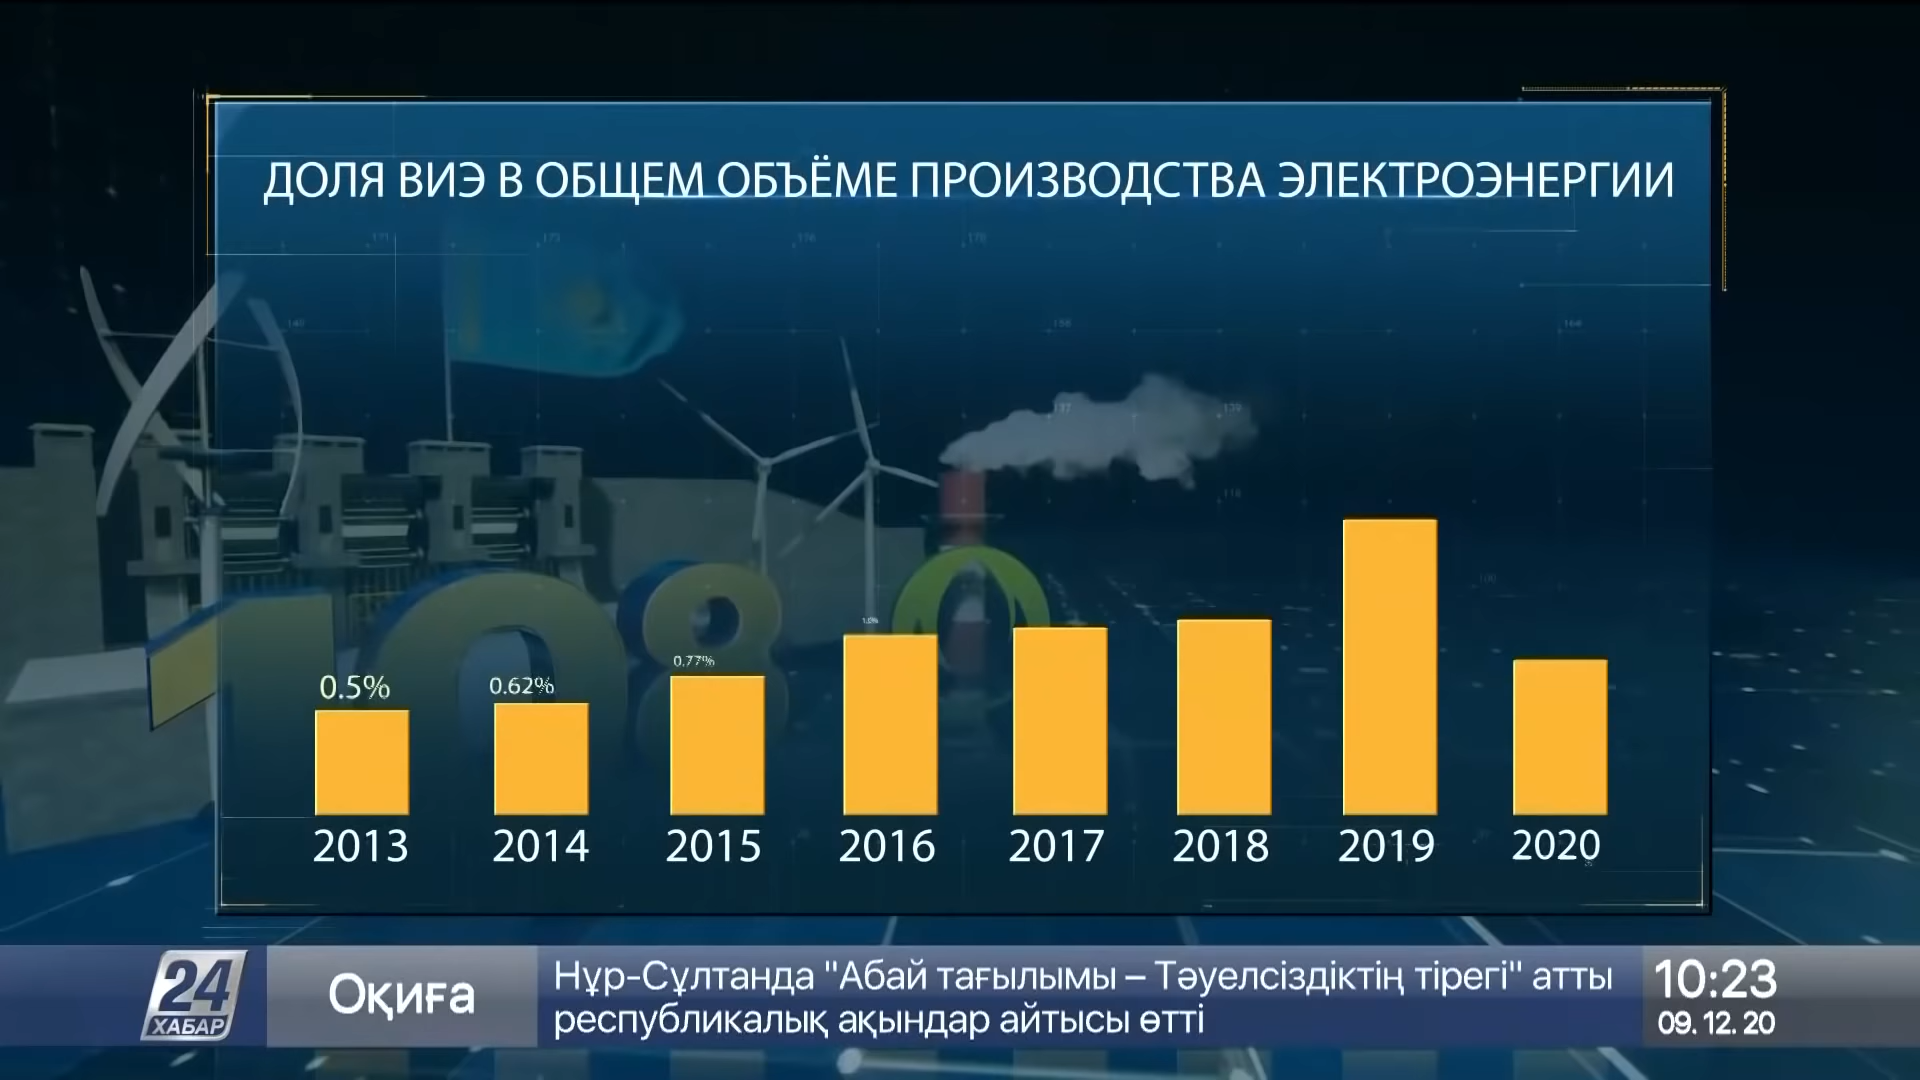 ДОЛЯ ВИЭ В ОБЩЕМ ОБЪЁМЕ ПРОИЗВОДСТВА ЭЛЕКТРОЭНЕРГИИ
0.5%
0.62%
0.77%
2013
2014
2015
2016
2017
2018
2019
2020
108
24
ХАБАР
Оқиға
Нұр-Сұлтанда "Абай тағылымы – Тәуелсіздіктің тірегі" атты
республикалық ақындар айтысы өтті
10:23
09. 12. 20